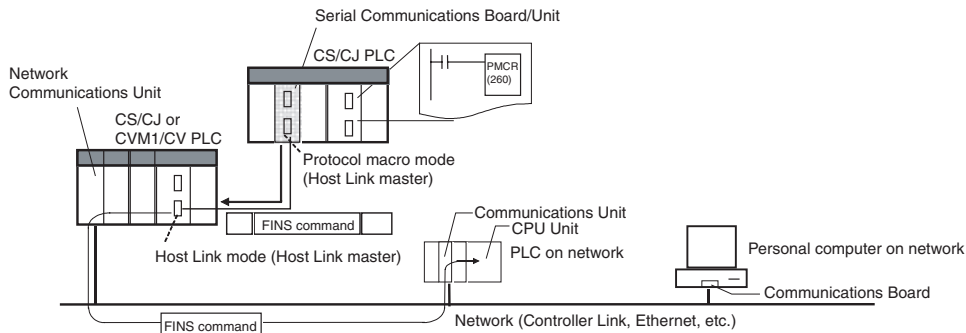 Serial Communications Board/Unit
CS/CJ PLC
PMCR
(260)
Network
Communications Unit
CS/CJ or
CVM1/CV PLC
Protocol macro mode
(Host Link master)
FINS command
Host Link mode (Host Link master)
Communications Unit
CPU Unit
PLC on network
Personal computer on network
Communications Board
Network (Controller Link, Ethernet, etc.)
FINS command